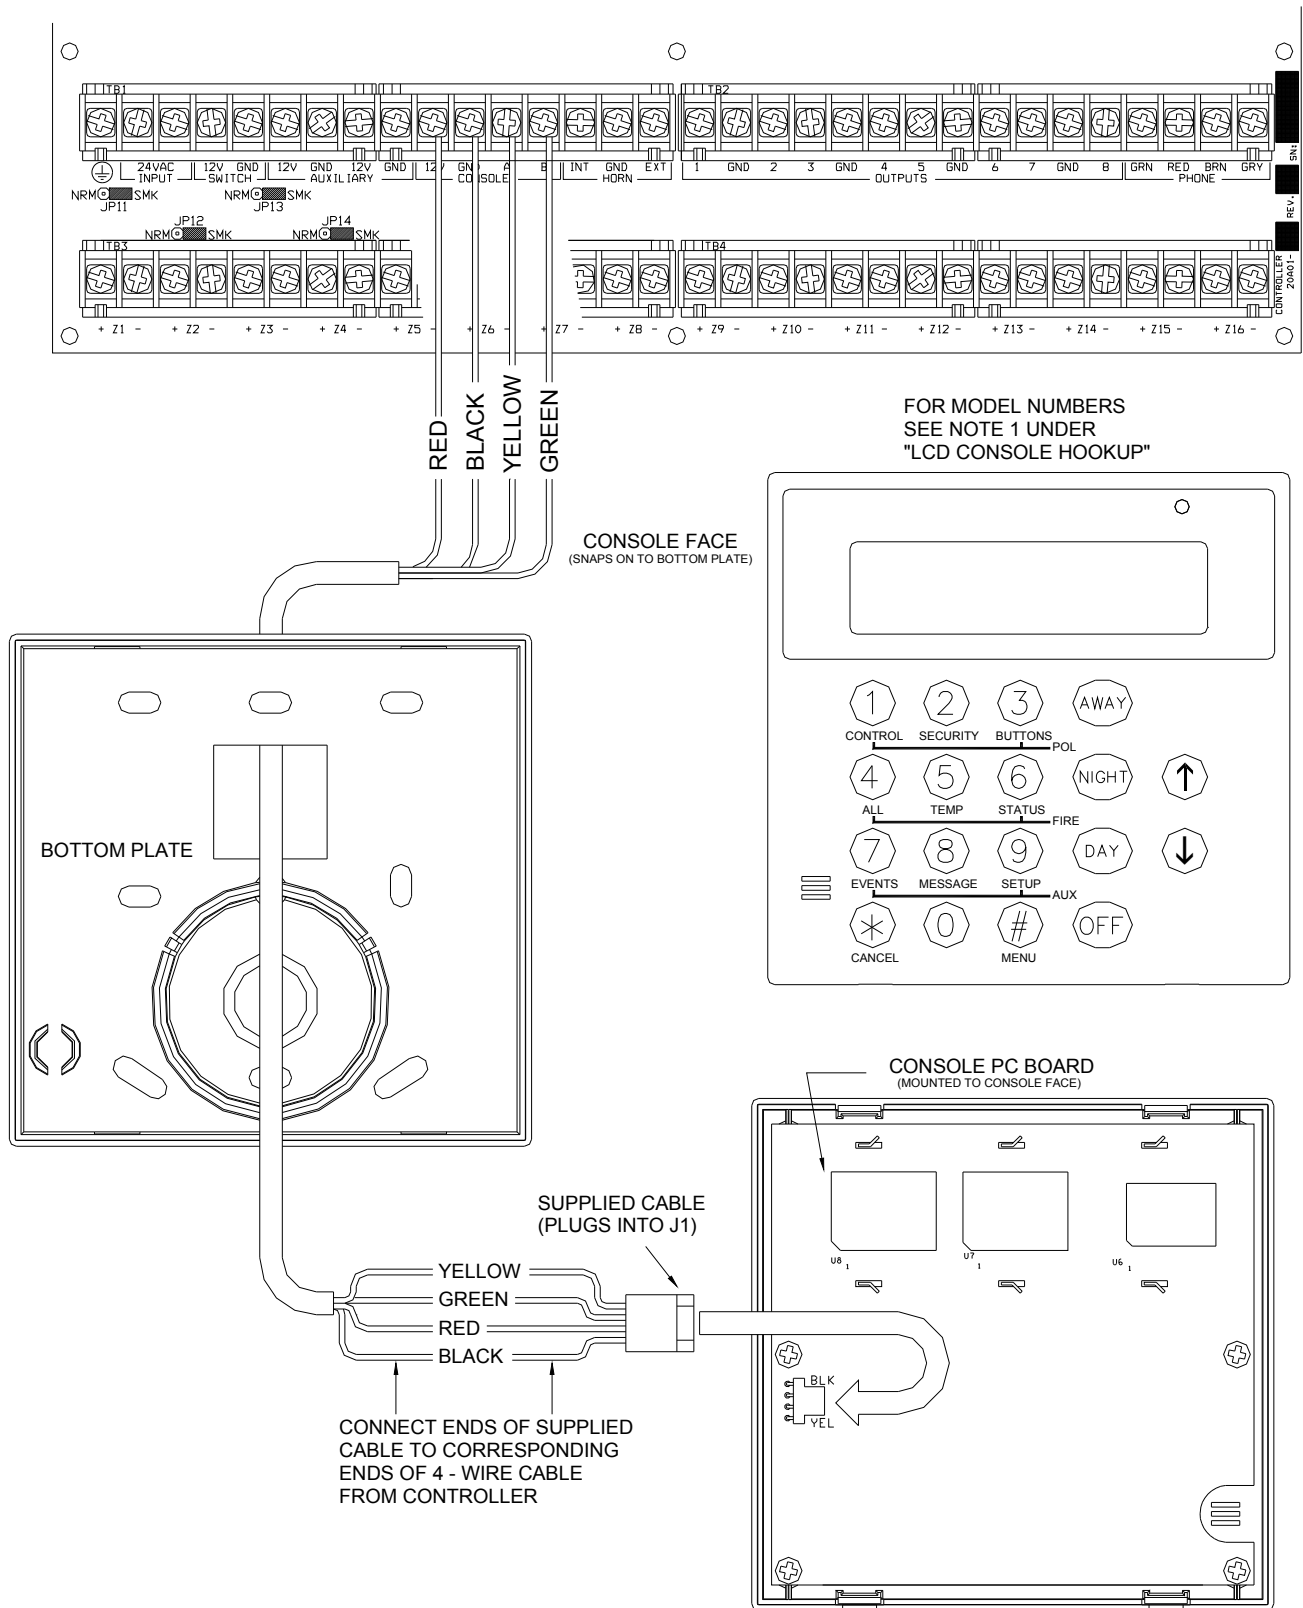 TB1
TB2
24VAC 12V GND 12V GND 12V GND 12V GND A B INT GND EXT 1 GND 2 3 GND 4 5 GND 6 7 GND 8 GRN RED BRN GRY
INPUT SWITCH AUXILIARY CONSOLE HORN OUTPUTS PHONE
SN:
REV.
CONTROLLER
20A01-
NRM SMK NRM SMK
JP11 JP13
JP12 JP14
NRM SMK NRM SMK
TB3
TB4
+ Z1 - + Z2 - + Z3 - + Z4 - + Z5 - + Z6 - + Z7 - + Z8 - + Z9 - + Z10 - + Z11 - + Z12 - + Z13 - + Z14 - + Z15 - + Z16 -
RED
BLACK
YELLOW
GREEN
FOR MODEL NUMBERS
SEE NOTE 1 UNDER
"LCD CONSOLE HOOKUP"
CONSOLE FACE
(SNAPS ON TO BOTTOM PLATE)
1 2 3 AWAY
CONTROL SECURITY BUTTONS
POL
4 5 6 NIGHT ↑
ALL TEMP STATUS
FIRE
7 8 9 DAY ↓
EVENTS MESSAGE SETUP
AUX
* 0 # OFF
CANCEL MENU
BOTTOM PLATE
CONSOLE PC BOARD
(MOUNTED TO CONSOLE FACE)
U8 1
U7 1
U6 1
SUPPLIED CABLE
(PLUGS INTO J1)
YELLOW
GREEN
RED
BLACK
BLK
YEL
CONNECT ENDS OF SUPPLIED
CABLE TO CORRESPONDING
ENDS OF 4 - WIRE CABLE
FROM CONTROLLER